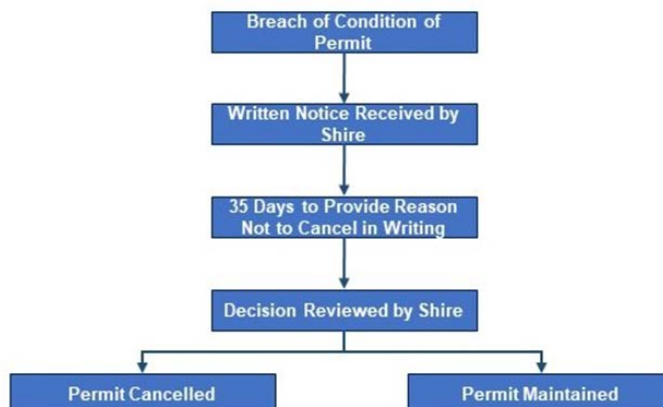 Breach of Condition of
Permit
Written Notice Received by
Shire
35 Days to Provide Reason
Not to Cancel in Writing
Decision Reviewed by Shire
Permit Cancelled
Permit Maintained